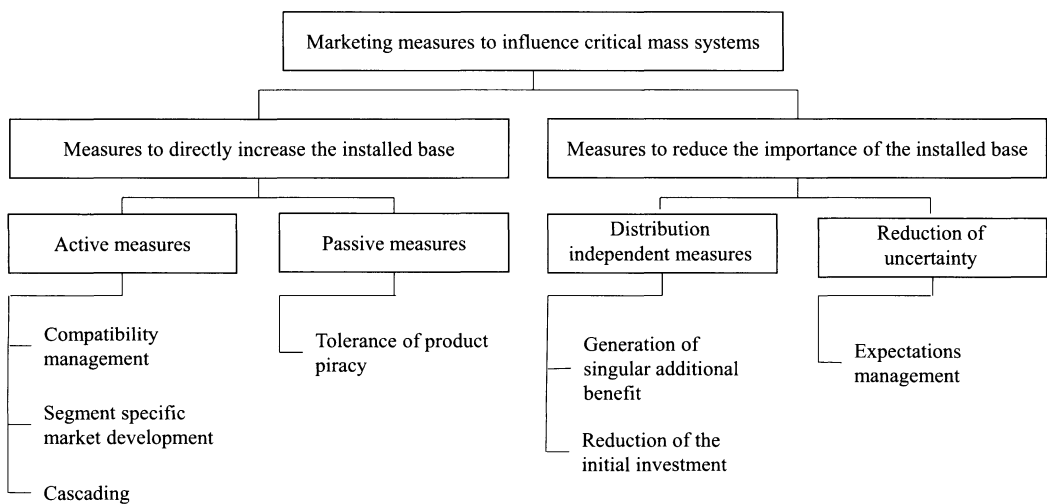 Marketing measures to influence critical mass systems
Measures to directly increase the installed base
Measures to reduce the importance of the installed base
Active measures
Passive measures
Distribution
independent measures
Reduction of
uncertainty
Compatibility
management
Segment specific
market development
Cascading
Tolerance of product
piracy
Generation of
singular additional
benefit
Reduction of the
initial investment
Expectations
management